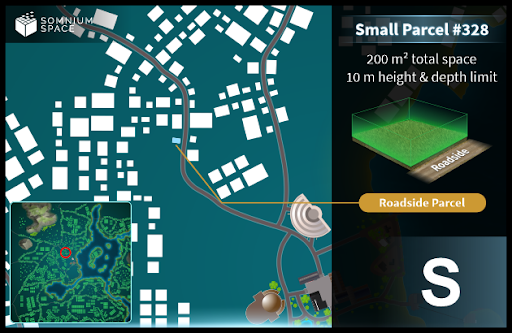 SOMNIUM
SPACE
Small Parcel #328
200 m² total space
10 m height & depth limit
Roadside
Roadside Parcel
S